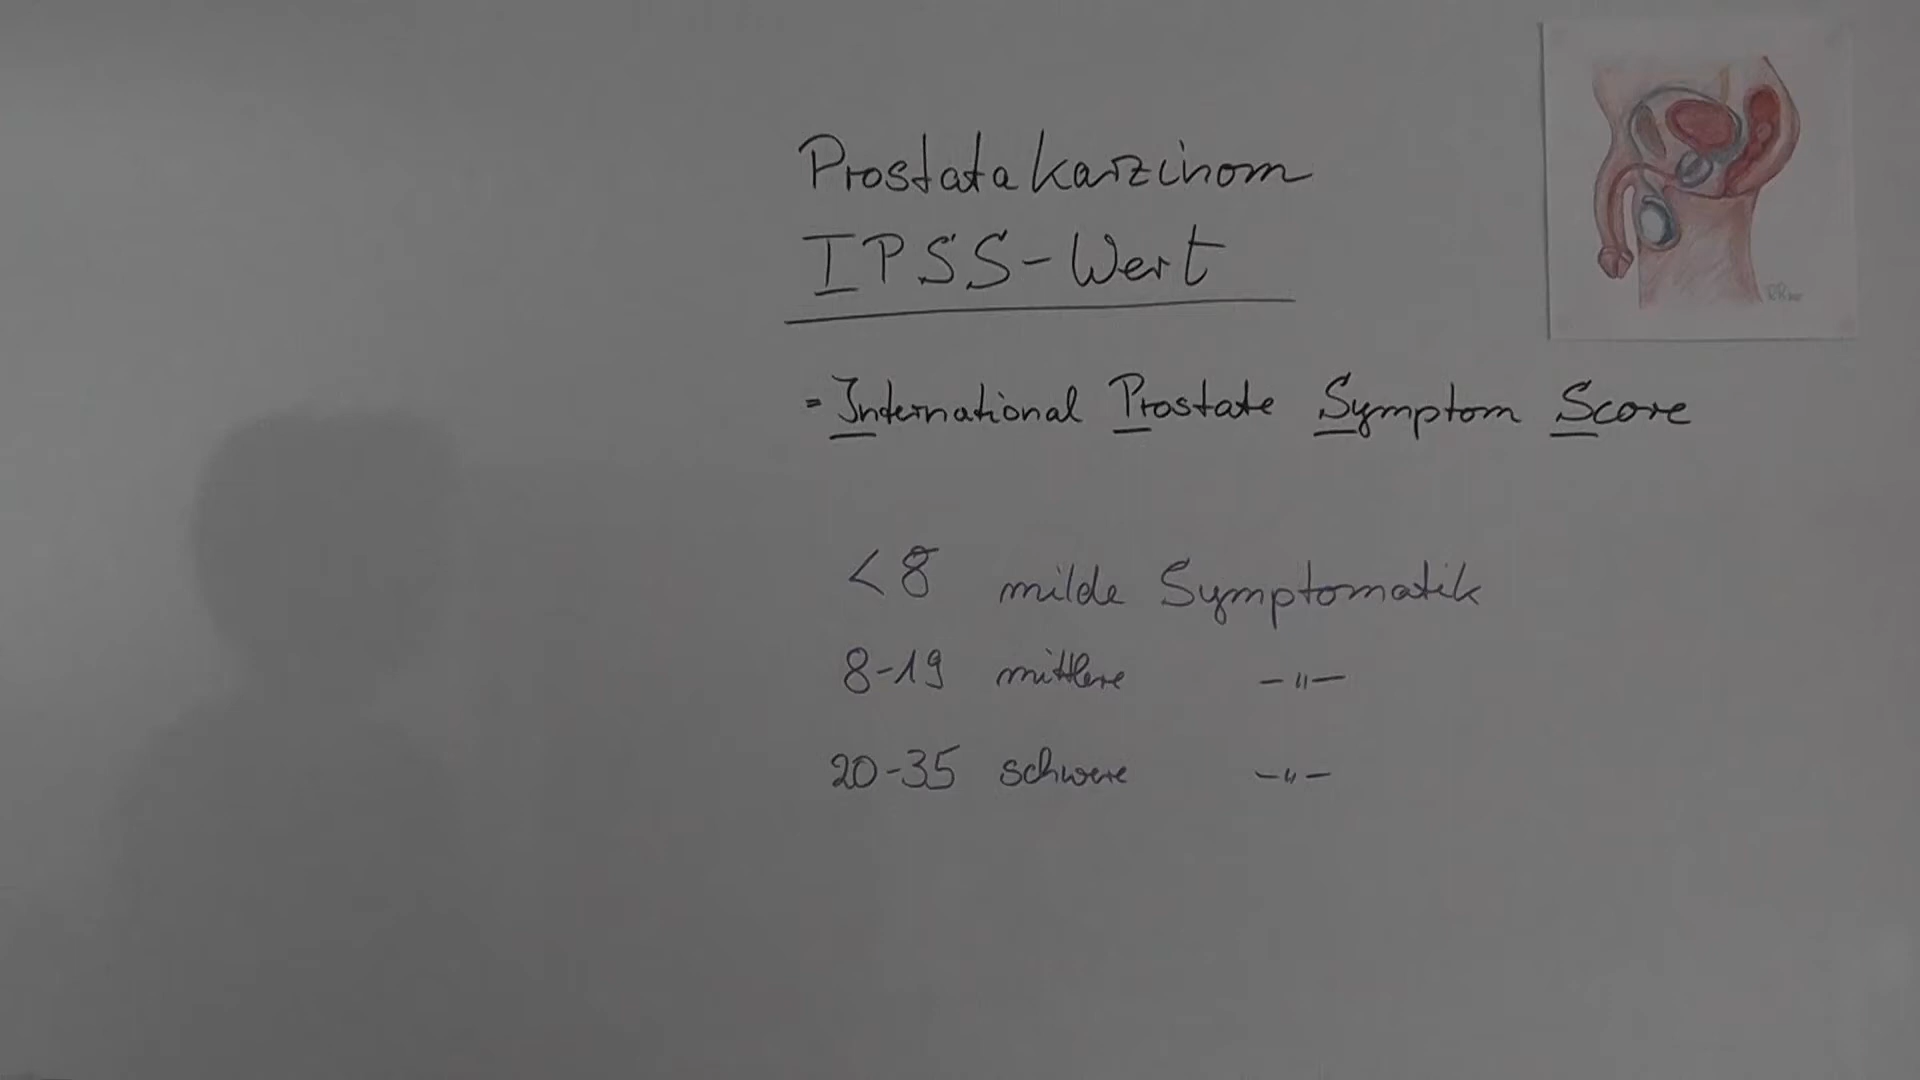 Prostatakarzinom
IPSS-Wert
= International Prostate Symptom Score
<8 milde Symptomatik
8-19 mittlere -"-
20-35 schwere -"-